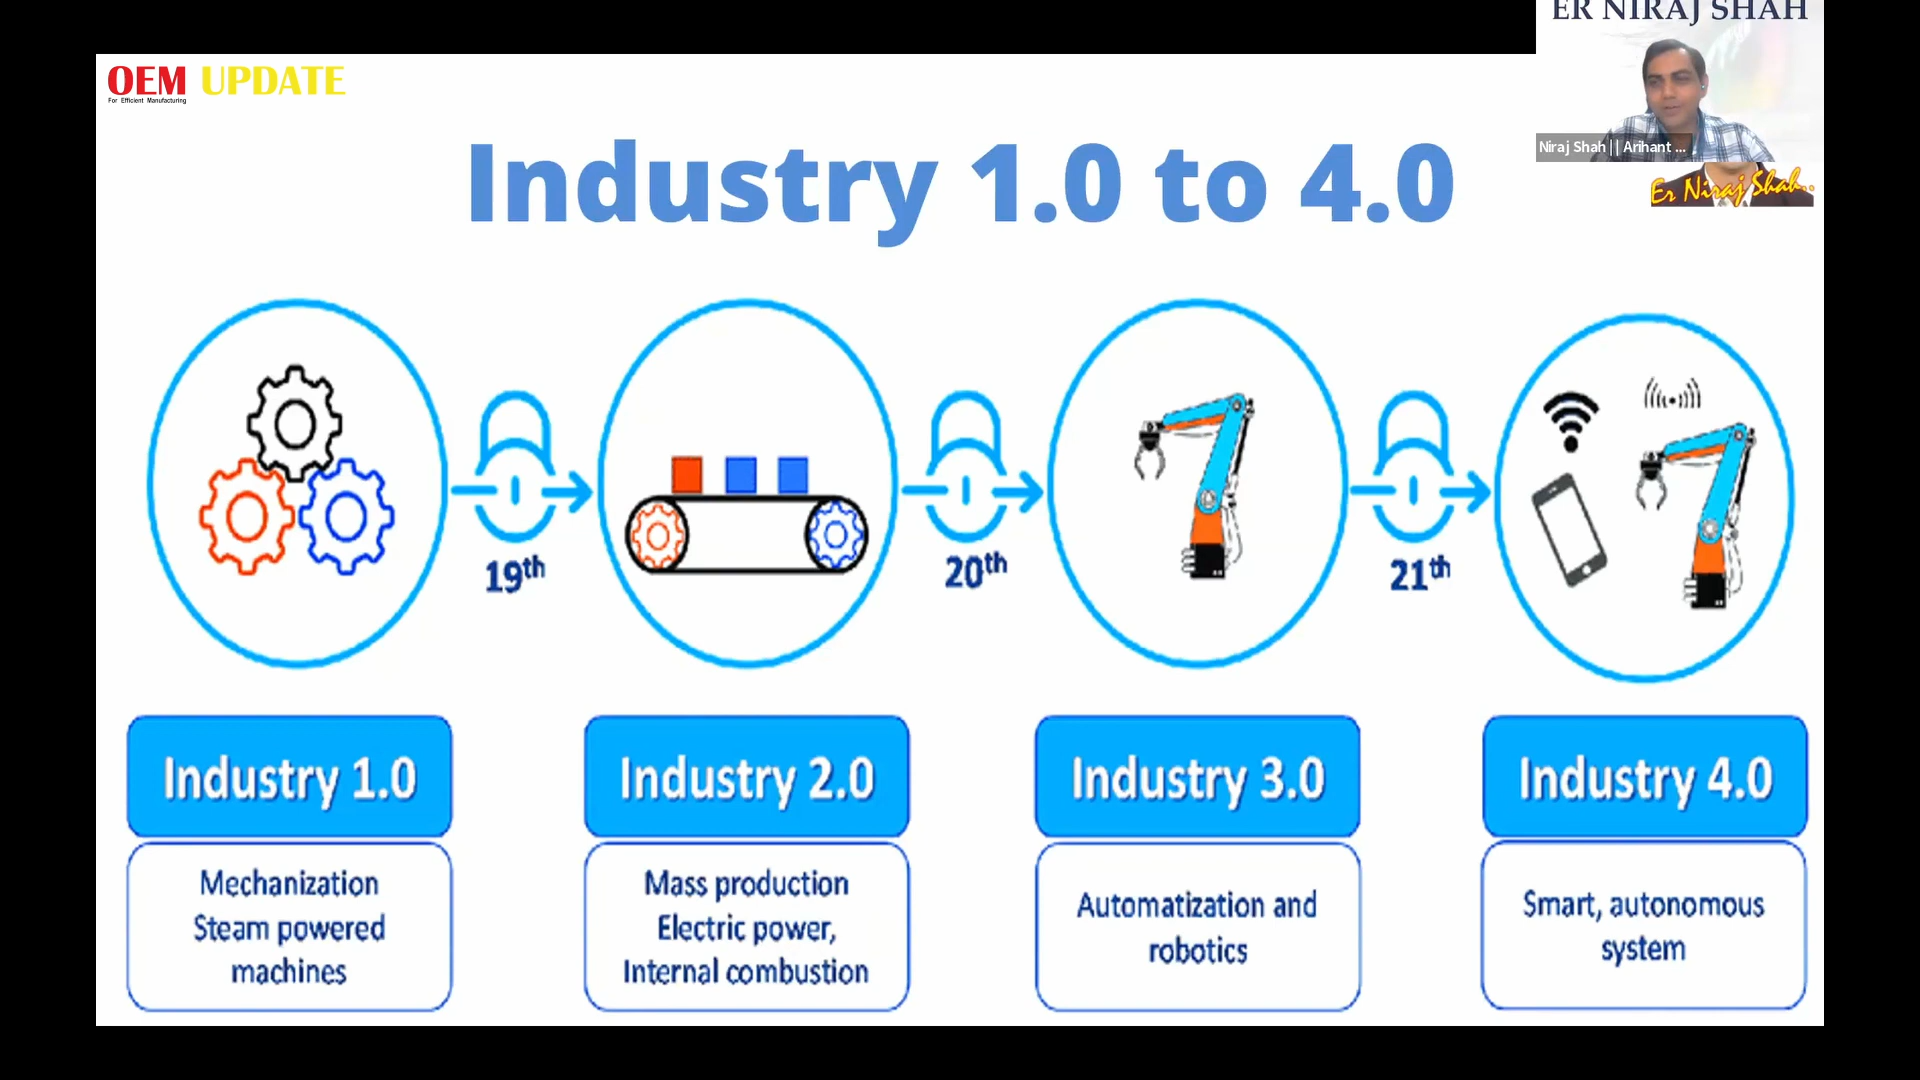 ER NIRAJ SHAH
OEM UPDATE
For Efficient Manufacturing
Niraj Shah || Arihant ...
Er Niraj Shah..
Industry 1.0 to 4.0
19th
20th
21th
Industry 1.0
Mechanization
Steam powered
machines
Industry 2.0
Mass production
Electric power,
Internal combustion
Industry 3.0
Automatization and
robotics
Industry 4.0
Smart, autonomous
system